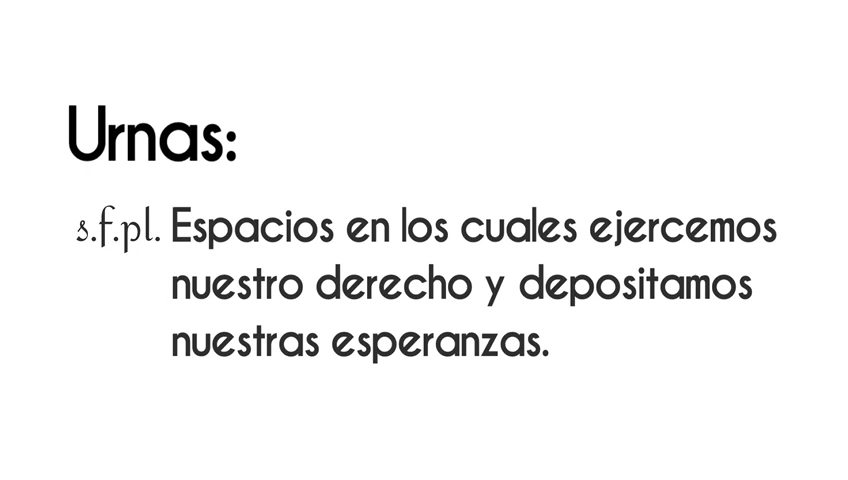 Urnas:
s.f.pl. Espacios en los cuales ejercemos
nuestro derecho y depositamos
nuestras esperanzas.